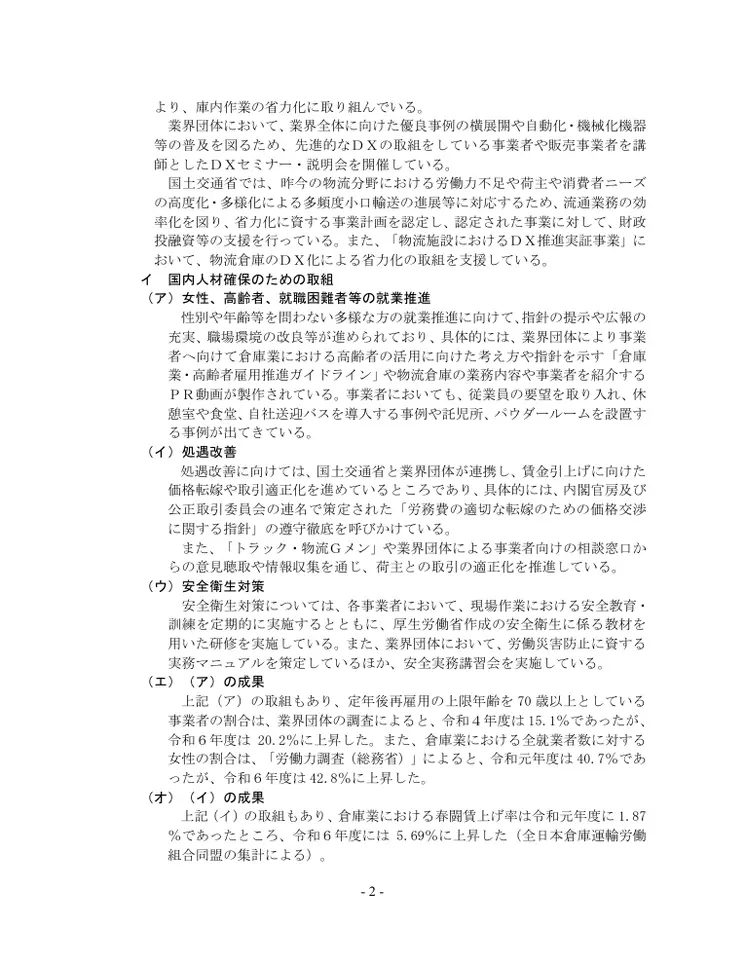 より、庫内作業の省力化に取り組んでいる。
業界団体において、業界全体に向けた優良事例の横展開や自動化・機械化機器
等の普及を図るため、先進的なＤＸの取組をしている事業者や販売事業者を講
師としたＤＸセミナー・説明会を開催している。
国土交通省では、昨今の物流分野における労働力不足や荷主や消費者ニーズ
の高度化・多様化による多頻度小口輸送の進展等に対応するため、流通業務の効
率化を図り、省力化に資する事業計画を認定し、認定された事業に対して、財政
投融資等の支援を行っている。また、「物流施設におけるＤＸ推進実証事業」に
おいて、物流倉庫のＤＸ化による省力化の取組を支援している。
イ　国内人材確保のための取組
（ア）女性、高齢者、就職困難者等の就業推進
性別や年齢等を問わない多様な方の就業推進に向けて、指針の提示や広報の
充実、職場環境の改良等が進められており、具体的には、業界団体により事業
者へ向けて倉庫業における高齢者の活用に向けた考え方や指針を示す「倉庫
業・高齢者雇用推進ガイドライン」や物流倉庫の業務内容や事業者を紹介する
ＰＲ動画が製作されている。事業者においても、従業員の要望を取り入れ、休
憩室や食堂、自社送迎バスを導入する事例や託児所、パウダールームを設置す
る事例が出てきている。
（イ）処遇改善
処遇改善に向けては、国土交通省と業界団体が連携し、賃金引上げに向けた
価格転嫁や取引適正化を進めているところであり、具体的には、内閣官房及び
公正取引委員会の連名で策定された「労務費の適切な転嫁のための価格交渉
に関する指針」の遵守徹底を呼びかけている。
また、「トラック・物流Ｇメン」や業界団体による事業者向けの相談窓口か
らの意見聴取や情報収集を通じ、荷主との取引の適正化を推進している。
（ウ）安全衛生対策
安全衛生対策については、各事業者において、現場作業における安全教育・
訓練を定期的に実施するとともに、厚生労働省作成の安全衛生に係る教材を
用いた研修を実施している。また、業界団体において、労働災害防止に資する
実務マニュアルを策定しているほか、安全実務講習会を実施している。
（エ）（ア）の成果
上記（ア）の取組もあり、定年後再雇用の上限年齢を 70 歳以上としている
事業者の割合は、業界団体の調査によると、令和４年度は 15.1％であったが、
令和６年度は 20.2％に上昇した。また、倉庫業における全就業者数に対する
女性の割合は、「労働力調査（総務省）」によると、令和元年度は 40.7％であ
ったが、令和６年度は 42.8％に上昇した。
（オ）（イ）の成果
上記（イ）の取組もあり、倉庫業における春闘賃上げ率は令和元年度に 1.87
％であったところ、令和６年度には 5.69％に上昇した（全日本倉庫運輸労働
組合同盟の集計による）。
- 2 -